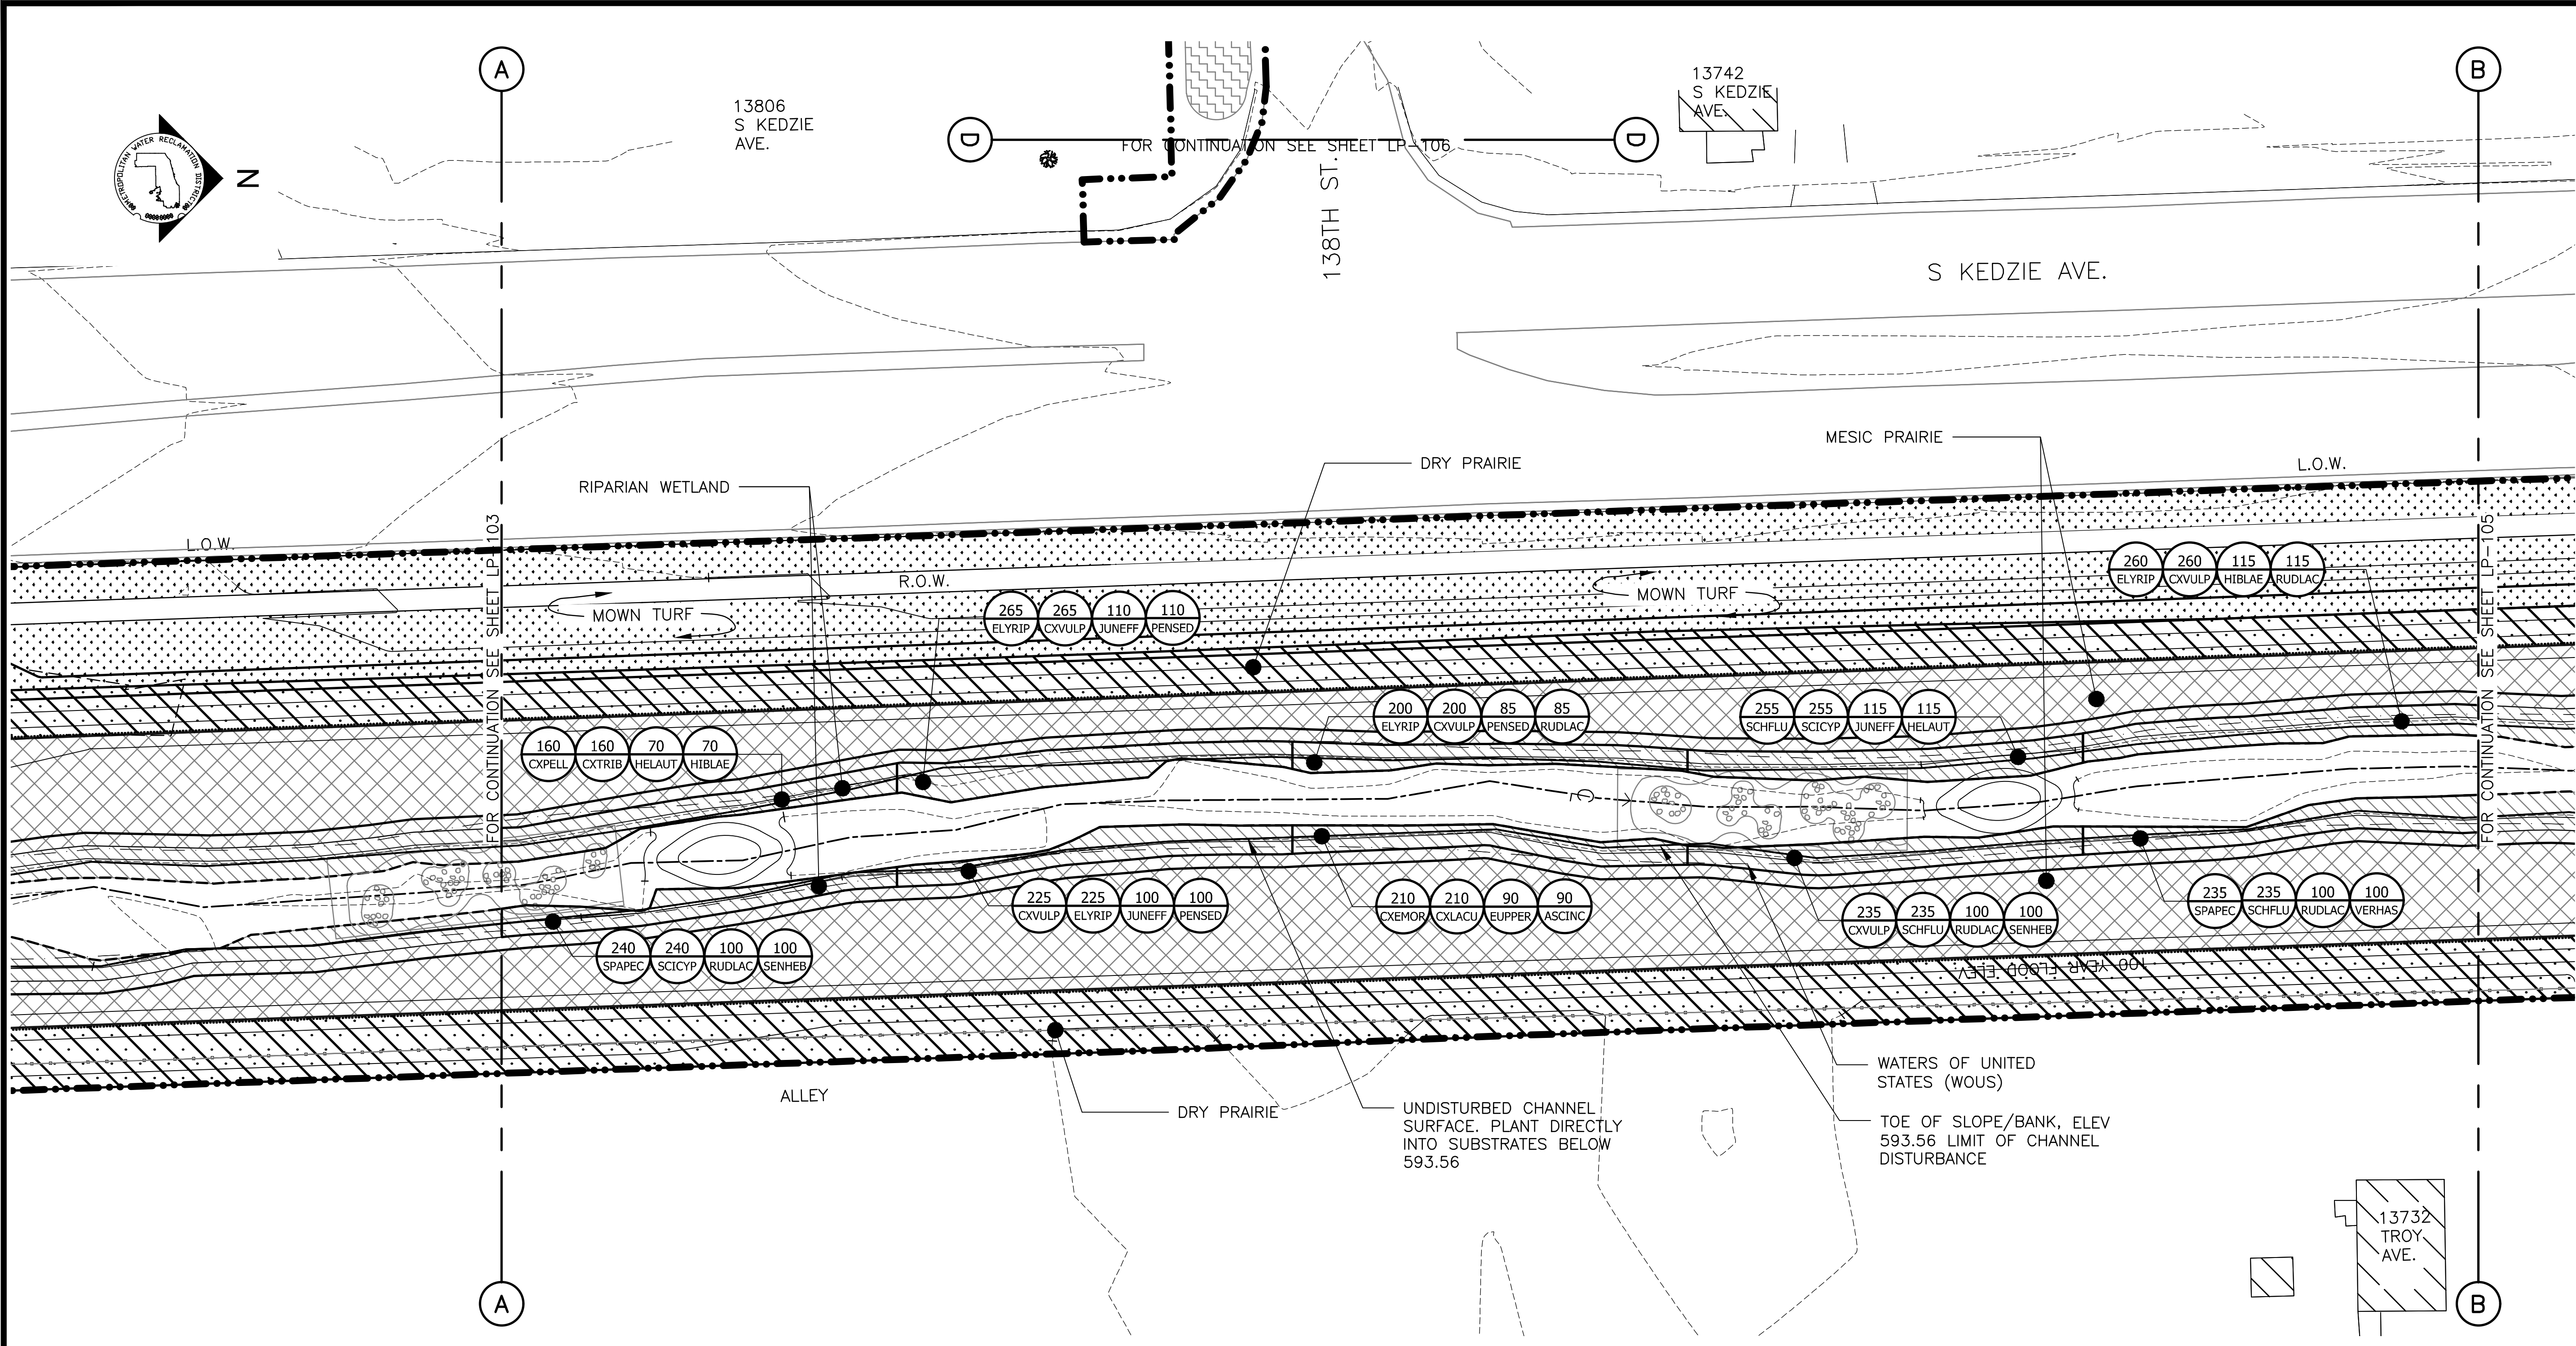 A
B
13806
S KEDZIE
AVE.
13742
S KEDZIE
AVE.
D
FOR CONTINUATION SEE SHEET LP-106
D
METROPOLITAN WATER RECLAMATION DISTRICT
N
138TH ST.
S KEDZIE AVE.
MESIC PRAIRIE
DRY PRAIRIE
L.O.W.
RIPARIAN WETLAND
L.O.W.
R.O.W.
MOWN TURF
MOWN TURF
FOR CONTINUATION SEE SHEET LP-103
FOR CONTINUATION SEE SHEET LP-105
260 260 115 115
ELYRIP CXVULP HIBLAE RUDLAC
265 265 110 110
ELYRIP CXVULP JUNEFF PENSED
200 200 85 85
ELYRIP CXVULP PENSED RUDLAC
255 255 115 115
SCHFLU SCICYP JUNEFF HELAUT
160 160 70 70
CXPELL CXTRIB HELAUT HIBLAE
CL
225 225 100 100
CXVULP ELYRIP JUNEFF PENSED
210 210 90 90
CXEMOR CXLACU EUPPER ASCINC
235 235 100 100
CXVULP SCHFLU RUDLAC SENHEB
235 235 100 100
SPAPEC SCHFLU RUDLAC VERHAS
240 240 100 100
SPAPEC SCICYP RUDLAC SENHEB
100 YEAR FLOOD ELEV.
WATERS OF UNITED
STATES (WOUS)
ALLEY
DRY PRAIRIE
UNDISTURBED CHANNEL
SURFACE. PLANT DIRECTLY
INTO SUBSTRATES BELOW
593.56
TOE OF SLOPE/BANK, ELEV
593.56 LIMIT OF CHANNEL
DISTURBANCE
13732
TROY
AVE.
A
B